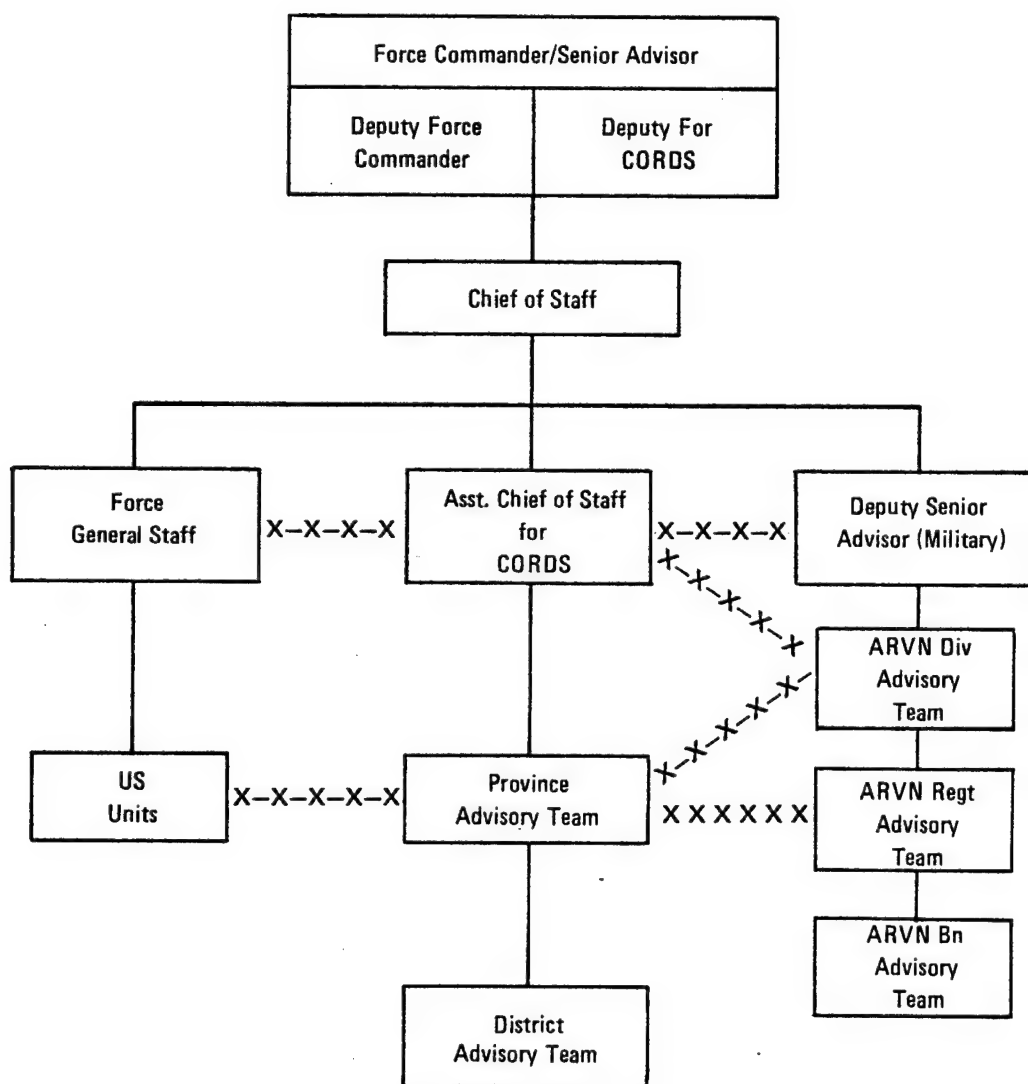 Force Commander/Senior Advisor
Deputy Force
Commander
Deputy For
CORDS
Chief of Staff
Force
General Staff
X-X-X-X
Asst. Chief of Staff
for
CORDS
X-X-X-X
Deputy Senior
Advisor (Military)
X-X-X-X-X
ARVN Div
Advisory
Team
X-X-X-X-X
US
Units
X-X-X-X-X
Province
Advisory Team
X X X X X X
ARVN Regt
Advisory
Team
ARVN Bn
Advisory
Team
District
Advisory Team